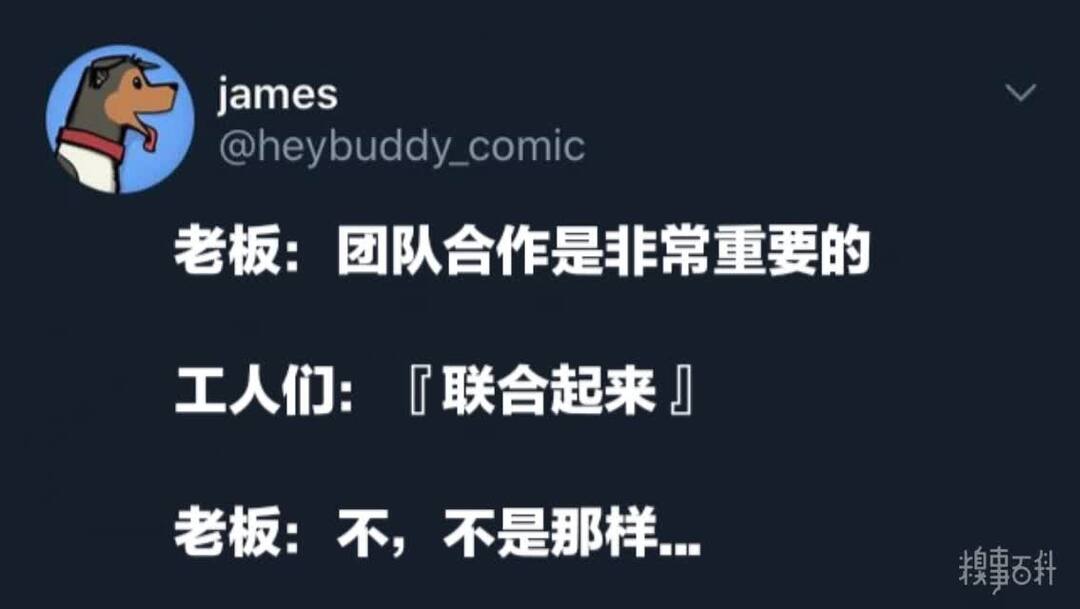 james
@heybuddy_comic
老板：团队合作是非常重要的
工人们：『联合起来』
老板：不，不是那样...
糗事百科